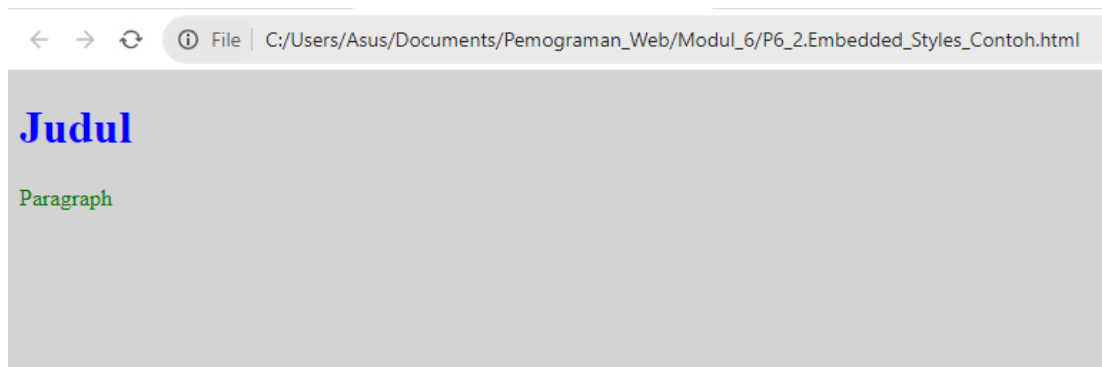 File C:/Users/Asus/Documents/Pemograman_Web/Modul_6/P6_2.Embedded_Styles_Contoh.html
Judul
Paragraph